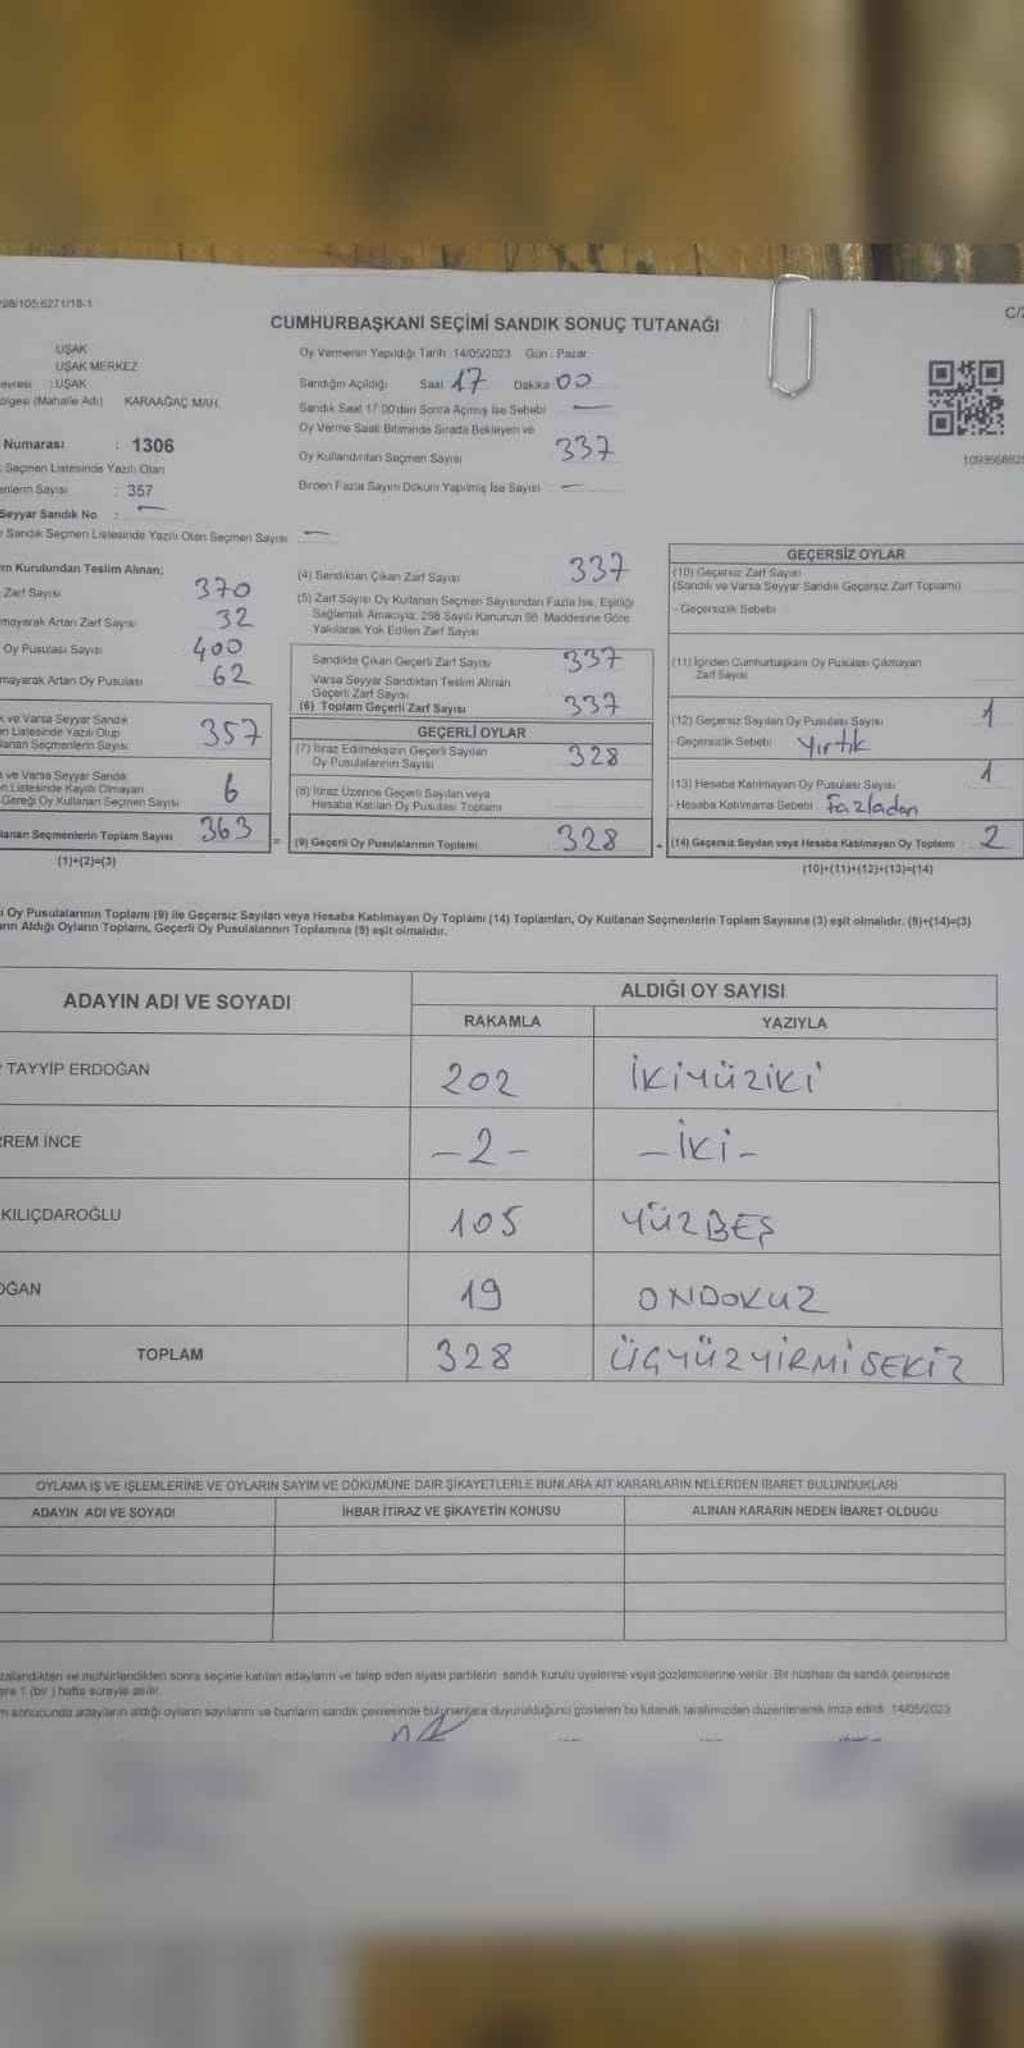 298/105:6271/18-1
C/2
CUMHURBAŞKANI SEÇİMİ SANDIK SONUÇ TUTANAĞI
UŞAK
UŞAK MERKEZ
: UŞAK
(Mahalle Adı) KARAAĞAÇ MAH.
Numarası : 1306
Seçmen Listesinde Yazılı Olan
Sayısı : 357
Seyyar Sandık No : —
Sandık Seçmen Listesinde Yazılı Olan Seçmen Sayısı —
Oy Vermenin Yapıldığı Tarih : 14/05/2023 Gün : Pazar
Sandığın Açıldığı Saat 17 Dakika 00
Sandık Saat 17:00'dan Sonra Açılmış İse Sebebi —
Oy Verme Saati Bitiminde Sırada Bekleyen ve
Oy Kullandırılan Seçmen Sayısı 337
Birden Fazla Sayım Döküm Yapılmış İse Sayısı —
Kurulundan Teslim Alınan;
Zarf Sayısı 370
Artan Zarf Sayısı 32
Oy Pusulası Sayısı 400
Artan Oy Pusulası 62
ve Varsa Seyyar Sandık
Listesinde Yazılı Olup
Seçmenlerin Sayısı 357
ve Varsa Seyyar Sandık
Listesinde Kayıtlı Olmayan
Gereği Oy Kullanan Seçmen Sayısı 6
Seçmenlerin Toplam Sayısı 363 =
(1)+(2)=(3)
(4) Sandıktan Çıkan Zarf Sayısı 337
(5) Zarf Sayısı Oy Kullanan Seçmen Sayısından Fazla İse, Eşitliği
Sağlamak Amacıyla, 298 Sayılı Kanunun 98. Maddesine Göre
Yakılarak Yok Edilen Zarf Sayısı
Sandıkta Çıkan Geçerli Zarf Sayısı 337
Varsa Seyyar Sandıktan Teslim Alınan
Geçerli Zarf Sayısı
(6) Toplam Geçerli Zarf Sayısı 337
GEÇERLİ OYLAR
(7) İtiraz Edilmeksizin Geçerli Sayılan
Oy Pusulalarının Sayısı 328
(8) İtiraz Üzerine Geçerli Sayılan veya
Hesaba Katılan Oy Pusulası Toplamı
(9) Geçerli Oy Pusulalarının Toplamı 328
GEÇERSİZ OYLAR
(10) Geçersiz Zarf Sayısı
(Sandık ve Varsa Seyyar Sandık Geçersiz Zarf Toplamı)
- Geçersizlik Sebebi
(11) İçinden Cumhurbaşkanı Oy Pusulası Çıkmayan
Zarf Sayısı
(12) Geçersiz Sayılan Oy Pusulası Sayısı 1
- Geçersizlik Sebebi yırtık
(13) Hesaba Katılmayan Oy Pusulası Sayısı 1
- Hesaba Katılmama Sebebi Fazladan
(14) Geçersiz Sayılan veya Hesaba Katılmayan Oy Toplamı 2
(10)+(11)+(12)+(13)=(14)
Oy Pusulalarının Toplamı (9) ile Geçersiz Sayılan veya Hesaba Katılmayan Oy Toplamı (14) Toplamları, Oy Kullanan Seçmenlerin Toplam Sayısına (3) eşit olmalıdır. (9)+(14)=(3)
Aldığı Oyların Toplamı, Geçerli Oy Pusulalarının Toplamına (9) eşit olmalıdır.
ADAYIN ADI VE SOYADI ALDIĞI OY SAYISI
RAKAMLA YAZIYLA
TAYYİP ERDOĞAN 202 İKİYÜZİKİ
REM İNCE -2- -İKİ-
KILIÇDAROĞLU 105 YÜZBEŞ
OĞAN 19 ONDOKUZ
TOPLAM 328 ÜÇYÜZYİRMİSEKİZ
OYLAMA İŞ VE İŞLEMLERİNE VE OYLARIN SAYIM VE DÖKÜMÜNE DAİR ŞİKAYETLERLE BUNLARA AİT KARARLARIN NELERDEN İBARET BULUNDUKLARI
ADAYIN ADI VE SOYADI İHBAR İTİRAZ VE ŞİKAYETİN KONUSU ALINAN KARARIN NEDEN İBARET OLDUĞU
ve mühürlendikten sonra seçime katılan adayların ve talep eden siyasi partilerin sandık kurulu üyelerine veya gözlemcilerine verilir. Bir nüshası da sandık çevresinde
1 (bir) hafta süreyle asılır.
sonucunda adayların aldığı oyların sayılarını ve bunların sandık çevresinde bulunanlara duyurulduğunu gösteren bu tutanak tarafımızdan düzenlenerek imza edildi. 14/05/2023